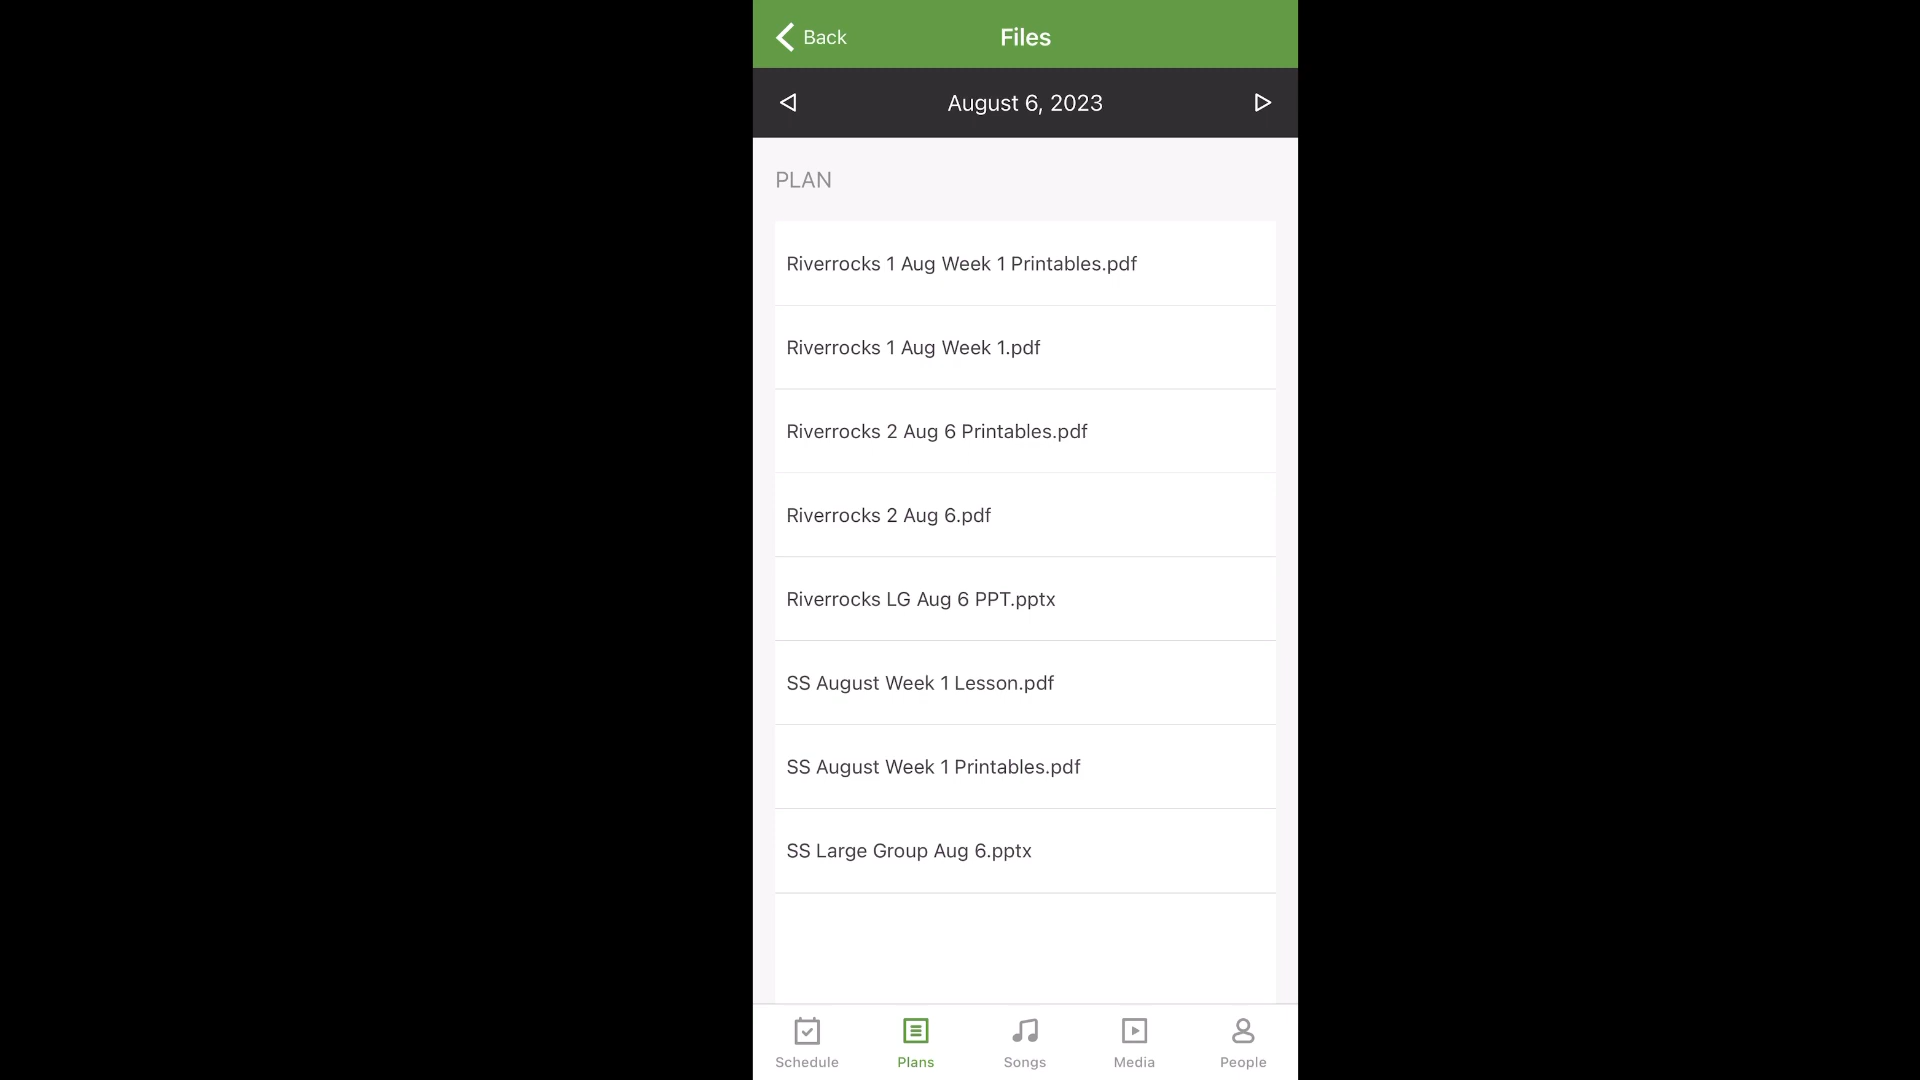 Back
Files
August 6, 2023
PLAN
Riverrocks 1 Aug Week 1 Printables.pdf
Riverrocks 1 Aug Week 1.pdf
Riverrocks 2 Aug 6 Printables.pdf
Riverrocks 2 Aug 6.pdf
Riverrocks LG Aug 6 PPT.pptx
SS August Week 1 Lesson.pdf
SS August Week 1 Printables.pdf
SS Large Group Aug 6.pptx
Schedule
Plans
Songs
Media
People